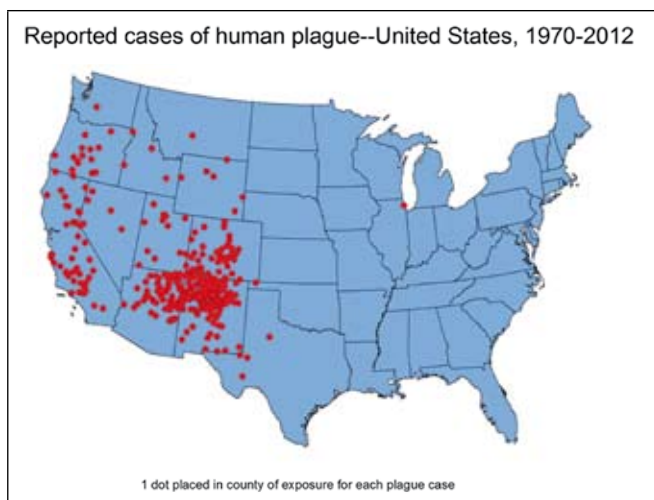 Reported cases of human plague--United States, 1970-2012
1 dot placed in county of exposure for each plague case